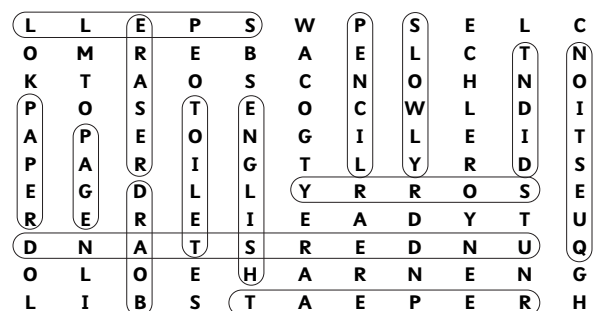 L L E P S W P S E L C
O M R E B A E L C T N
K T A O S C N O H N O
P O S T E O C W L D I
A P E O N G I L E I T
P A R I G T L Y R D S
E G D L L Y R R O S E
R E R E I E A D Y T U
D N A T S R E D N U Q
O L O E H A R N E N G
L I B S T A E P E R H